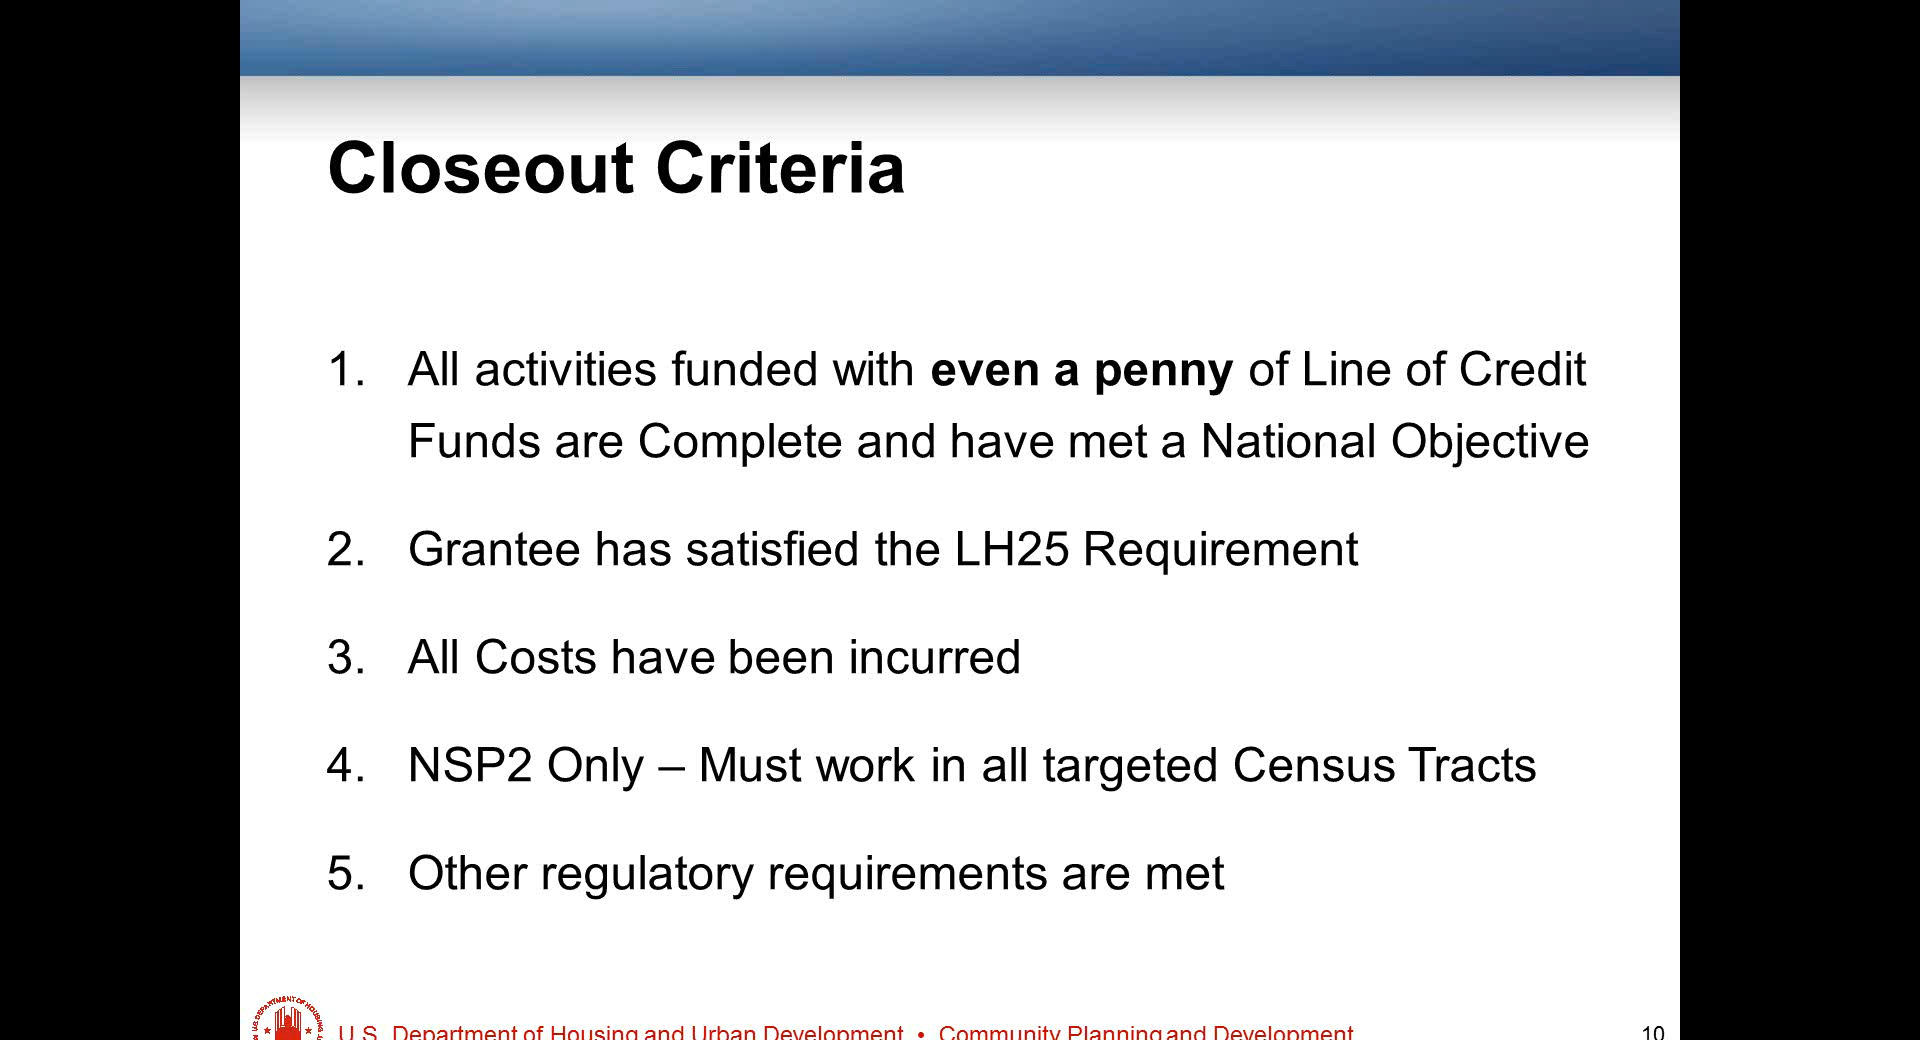 Closeout Criteria
1. All activities funded with even a penny of Line of Credit
Funds are Complete and have met a National Objective
2. Grantee has satisfied the LH25 Requirement
3. All Costs have been incurred
4. NSP2 Only – Must work in all targeted Census Tracts
5. Other regulatory requirements are met
U.S. DEPARTMENT OF HOUSING
U.S. Department of Housing and Urban Development • Community Planning and Development
10